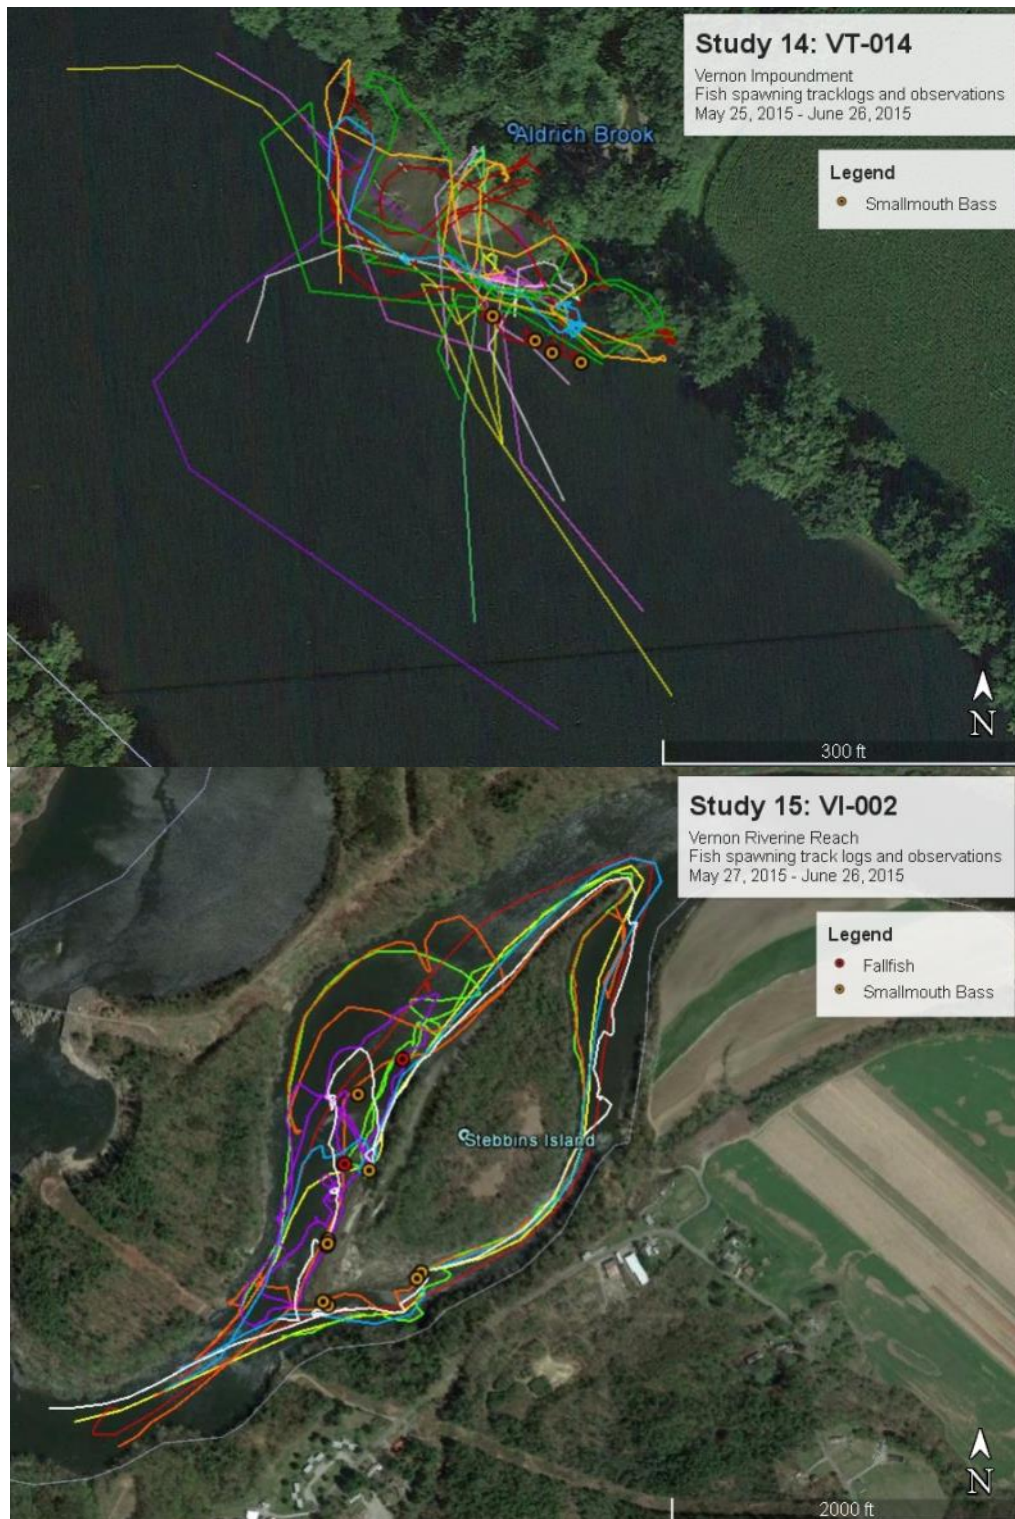 Study 14: VT-014
Vernon Impoundment
Fish spawning tracklogs and observations
May 25, 2015 - June 26, 2015
Aldrich Brook
Legend
Smallmouth Bass
N
300 ft
Study 15: VI-002
Vernon Riverine Reach
Fish spawning track logs and observations
May 27, 2015 - June 26, 2015
Legend
Fallfish
Smallmouth Bass
Stebbins Island
N
2000 ft